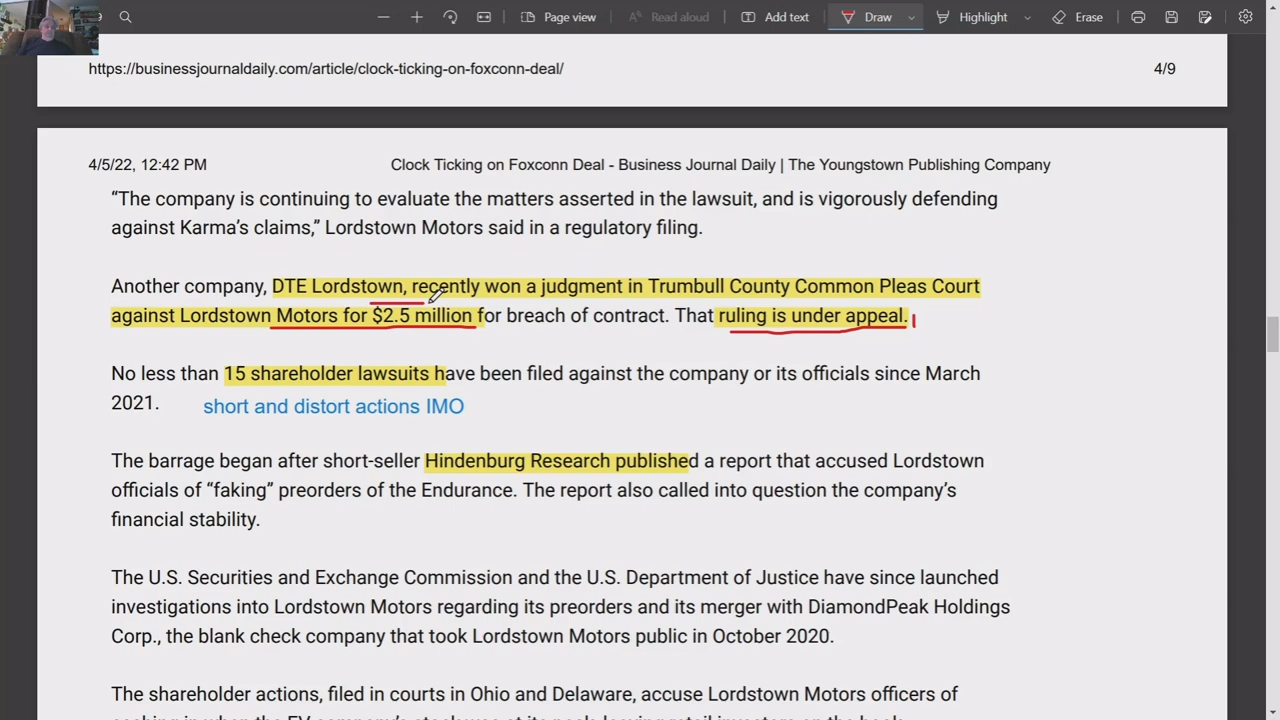 9 Page view Read aloud Add text Draw Highlight Erase
https://businessjournaldaily.com/article/clock-ticking-on-foxconn-deal/ 4/9
4/5/22, 12:42 PM Clock Ticking on Foxconn Deal - Business Journal Daily | The Youngstown Publishing Company
“The company is continuing to evaluate the matters asserted in the lawsuit, and is vigorously defending
against Karma’s claims,” Lordstown Motors said in a regulatory filing.
Another company, DTE Lordstown, recently won a judgment in Trumbull County Common Pleas Court
against Lordstown Motors for $2.5 million for breach of contract. That ruling is under appeal.
No less than 15 shareholder lawsuits have been filed against the company or its officials since March
2021. short and distort actions IMO
The barrage began after short-seller Hindenburg Research published a report that accused Lordstown
officials of “faking” preorders of the Endurance. The report also called into question the company’s
financial stability.
The U.S. Securities and Exchange Commission and the U.S. Department of Justice have since launched
investigations into Lordstown Motors regarding its preorders and its merger with DiamondPeak Holdings
Corp., the blank check company that took Lordstown Motors public in October 2020.
The shareholder actions, filed in courts in Ohio and Delaware, accuse Lordstown Motors officers of